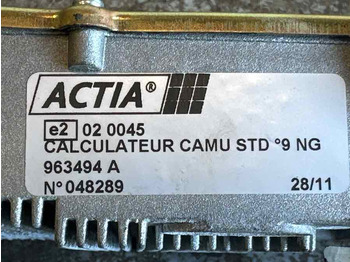 ACTIA®
e2 02 0045
CALCULATEUR CAMU STD °9 NG
963494 A
N° 048289 28/11